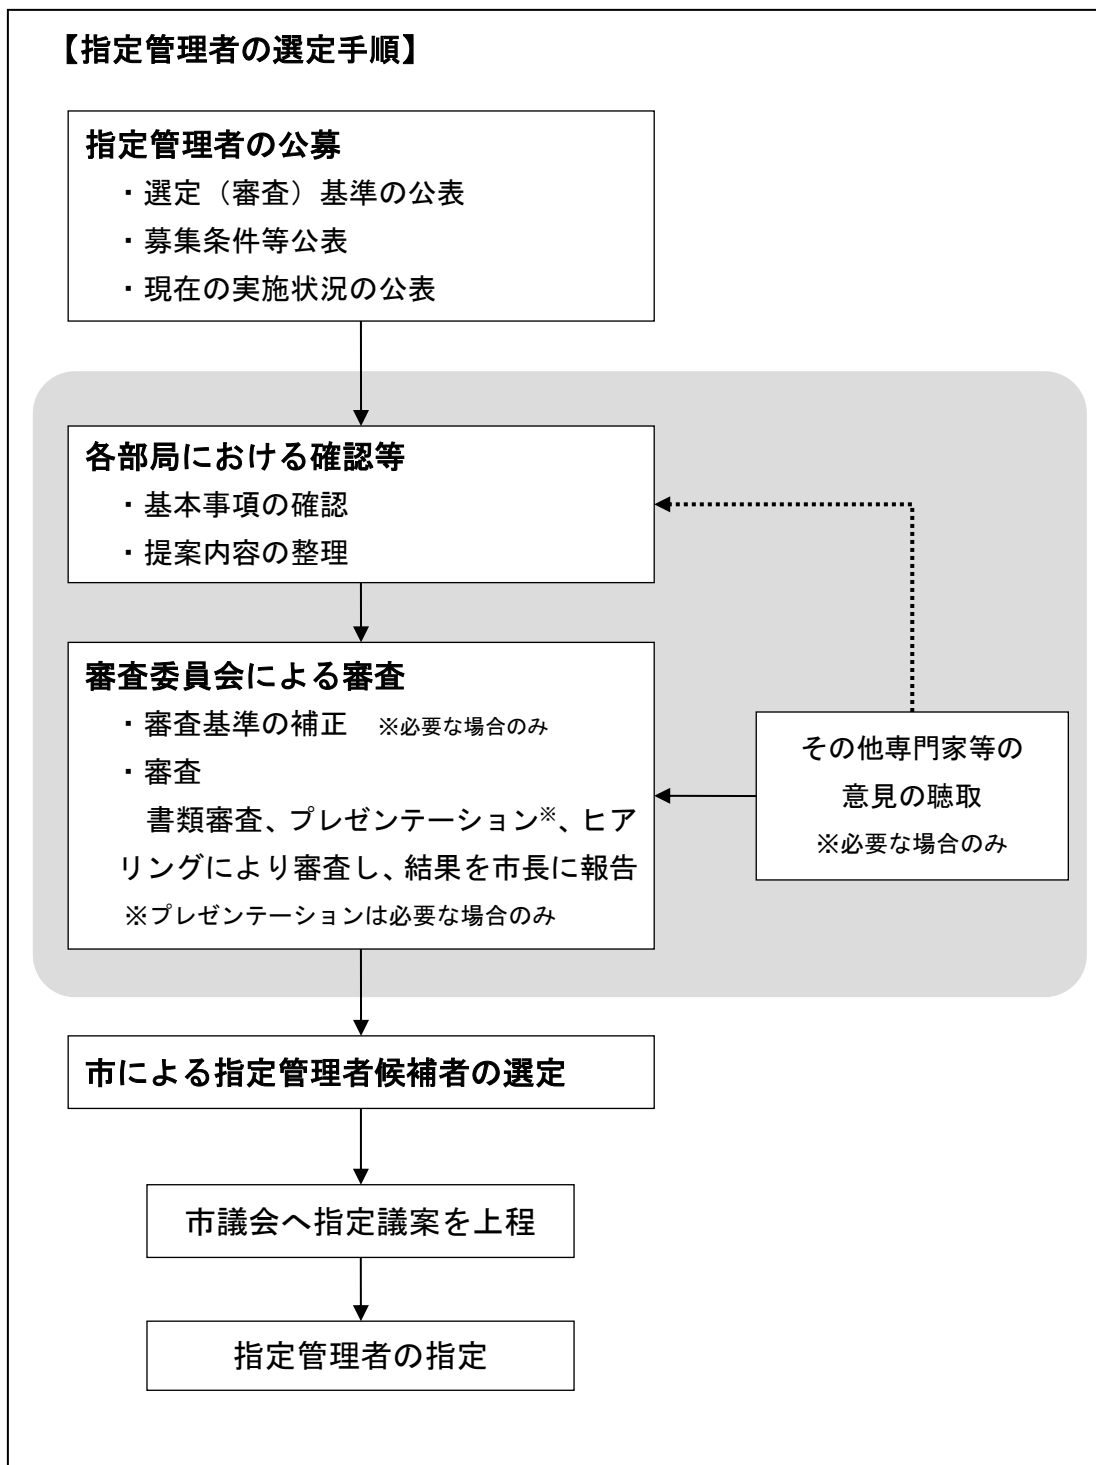 【指定管理者の選定手順】
指定管理者の公募
・選定（審査）基準の公表
・募集条件等公表
・現在の実施状況の公表
各部局における確認等
・基本事項の確認
・提案内容の整理
審査委員会による審査
・審査基準の補正　※必要な場合のみ
・審査
書類審査、プレゼンテーション※、ヒア
リングにより審査し、結果を市長に報告
※プレゼンテーションは必要な場合のみ
その他専門家等の
意見の聴取
※必要な場合のみ
市による指定管理者候補者の選定
市議会へ指定議案を上程
指定管理者の指定